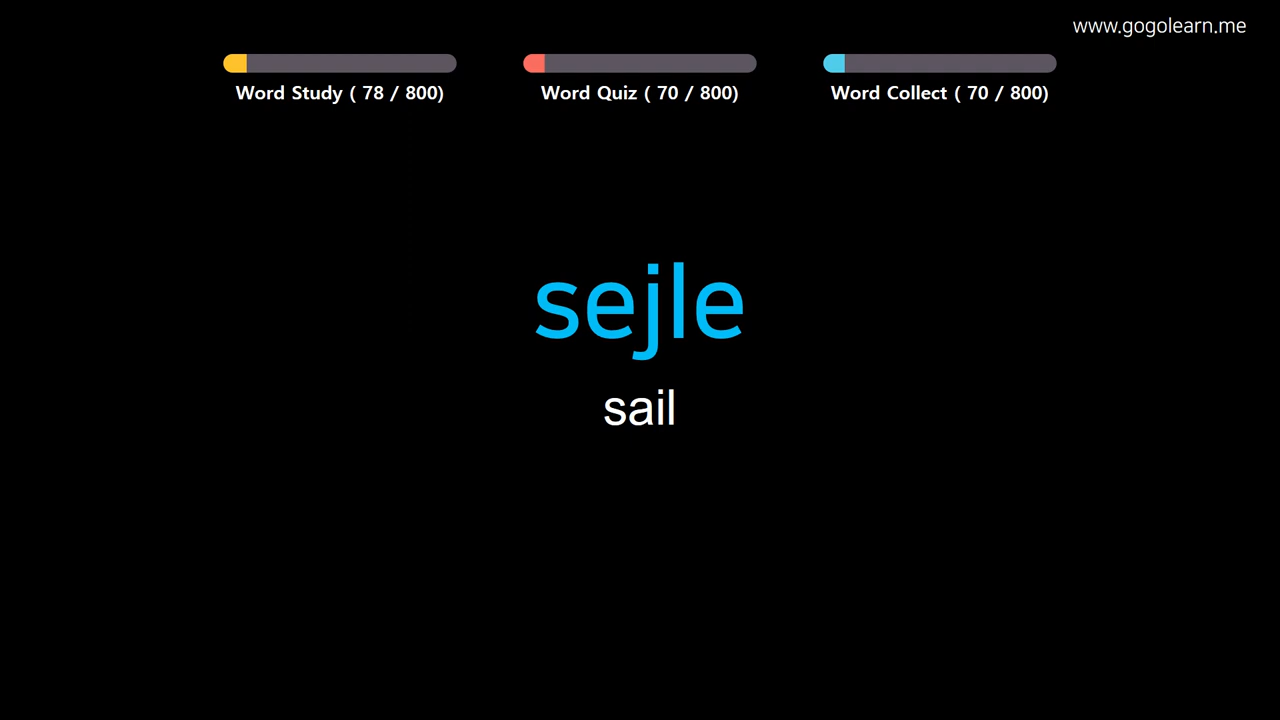 www.gogolearn.me
Word Study ( 78 / 800)
Word Quiz ( 70 / 800)
Word Collect ( 70 / 800)
sejle
sail